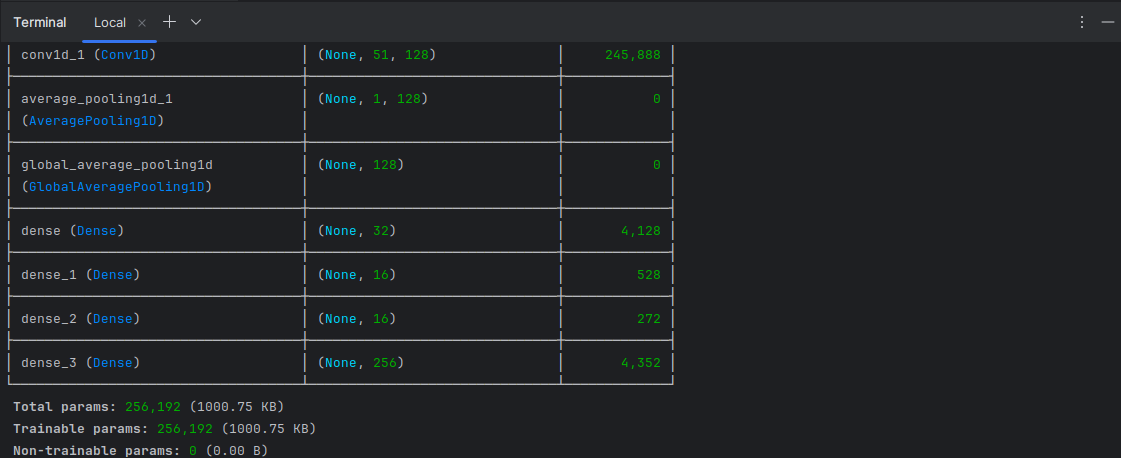 Terminal Local
conv1d_1 (Conv1D) (None, 51, 128) 245,888
average_pooling1d_1 (None, 1, 128) 0
(AveragePooling1D)
global_average_pooling1d (None, 128) 0
(GlobalAveragePooling1D)
dense (Dense) (None, 32) 4,128
dense_1 (Dense) (None, 16) 528
dense_2 (Dense) (None, 16) 272
dense_3 (Dense) (None, 256) 4,352
Total params: 256,192 (1000.75 KB)
Trainable params: 256,192 (1000.75 KB)
Non-trainable params: 0 (0.00 B)